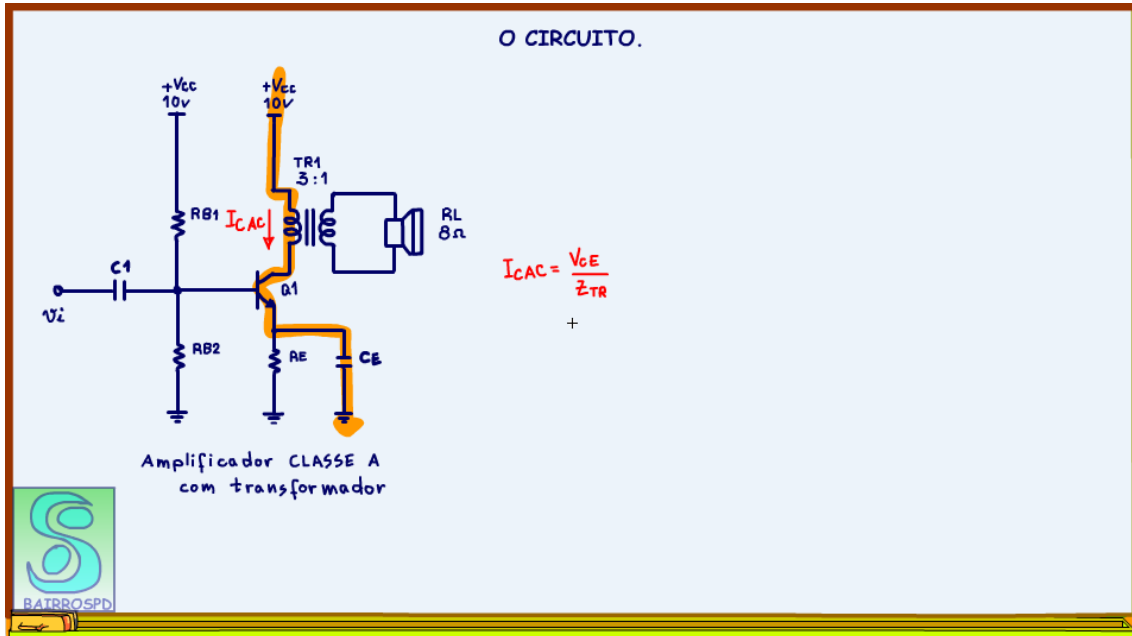 O CIRCUITO.
+Vcc
10v
+Vcc
10v
TR1
3:1
RB1
ICAC
RL
8Ω
C1
Q1
vi
RB2
RE
CE
ICAC = VCE
ZTR
Amplificador CLASSE A
com transformador
BAIRROSPD